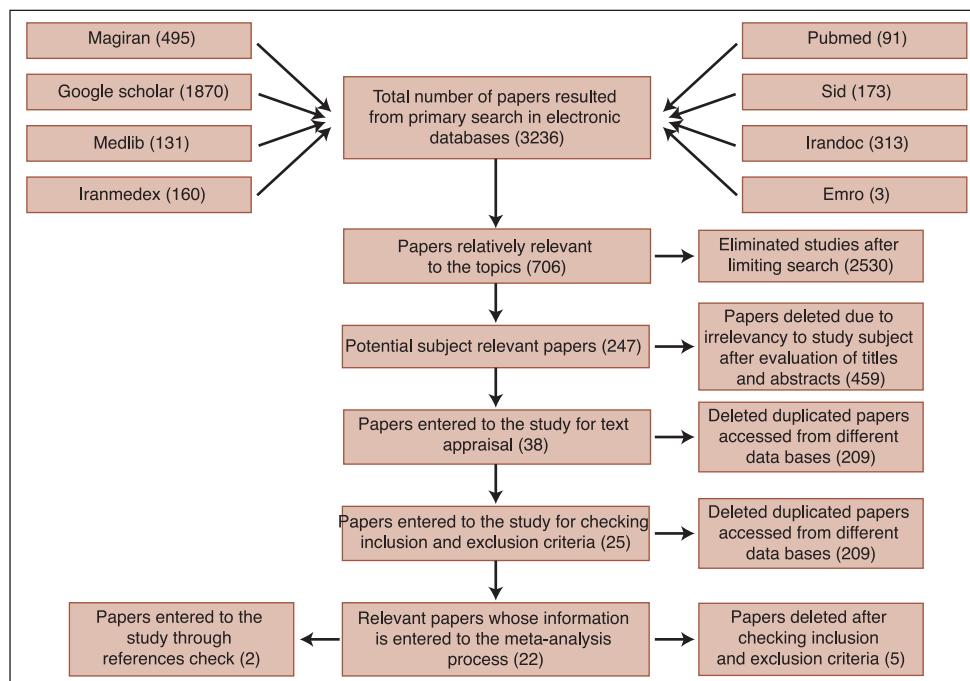 Magiran (495)
Google scholar (1870)
Medlib (131)
Iranmedex (160)
Total number of papers resulted
from primary search in electronic
databases (3236)
Pubmed (91)
Sid (173)
Irandoc (313)
Emro (3)
Papers relatively relevant
to the topics (706)
Eliminated studies after
limiting search (2530)
Potential subject relevant papers (247)
Papers deleted due to
irrelevancy to study subject
after evaluation of titles
and abstracts (459)
Papers entered to the study for text
appraisal (38)
Deleted duplicated papers
accessed from different
data bases (209)
Papers entered to the study for checking
inclusion and exclusion criteria (25)
Deleted duplicated papers
accessed from different
data bases (209)
Papers entered to the
study through
references check (2)
Relevant papers whose information
is entered to the meta-analysis
process (22)
Papers deleted after
checking inclusion
and exclusion criteria (5)